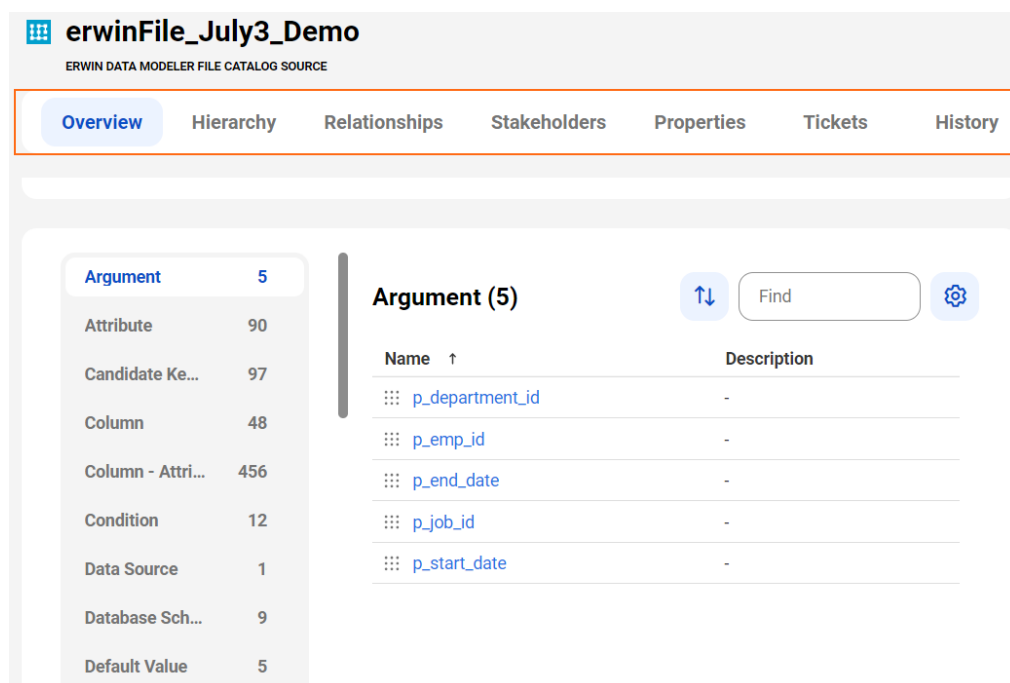 erwinFile_July3_Demo
ERWIN DATA MODELER FILE CATALOG SOURCE
Overview Hierarchy Relationships Stakeholders Properties Tickets History
Argument 5
Attribute 90
Candidate Ke... 97
Column 48
Column - Attri... 456
Condition 12
Data Source 1
Database Sch... 9
Default Value 5
Argument (5)
Find
Name ↑ Description
p_department_id -
p_emp_id -
p_end_date -
p_job_id -
p_start_date -